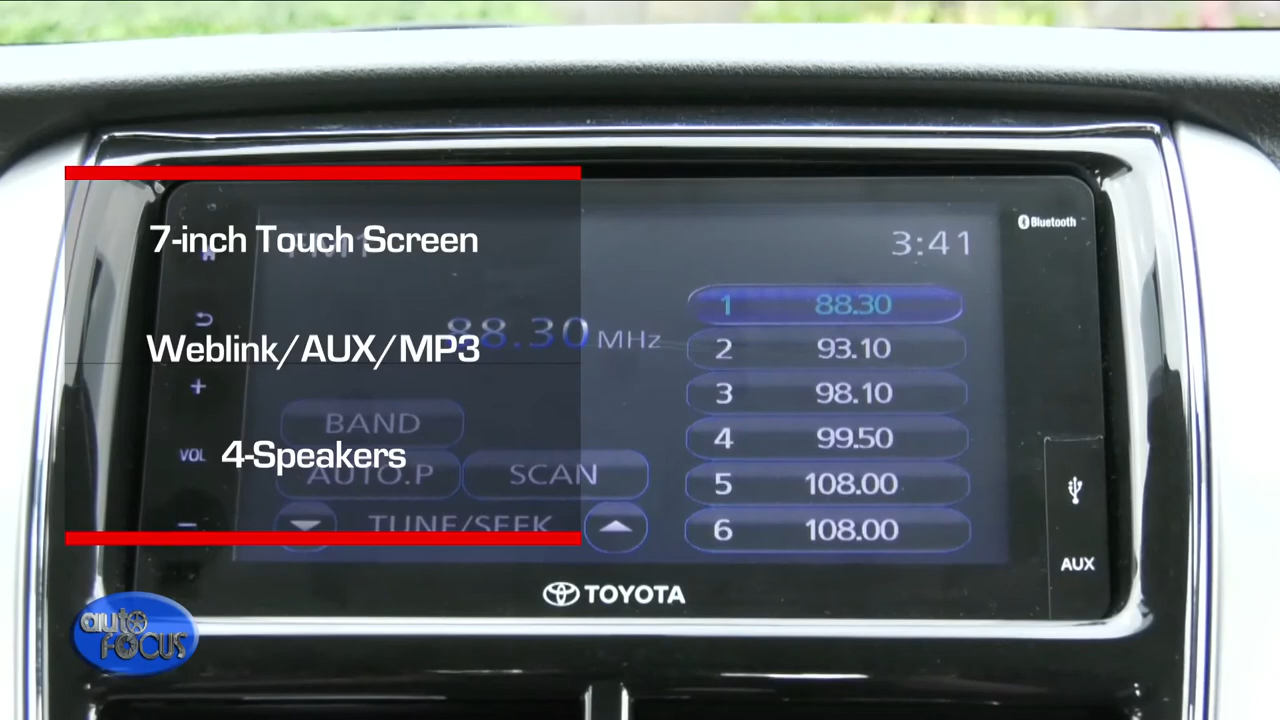 7-inch Touch Screen
Weblink/AUX/MP3
4-Speakers
Bluetooth
3:41
88.30 MHz
1 88.30
2 93.10
3 98.10
4 99.50
5 108.00
6 108.00
BAND
VOL
AUTO.P
SCAN
TUNE/SEEK
AUX
TOYOTA
auto
FOCUS